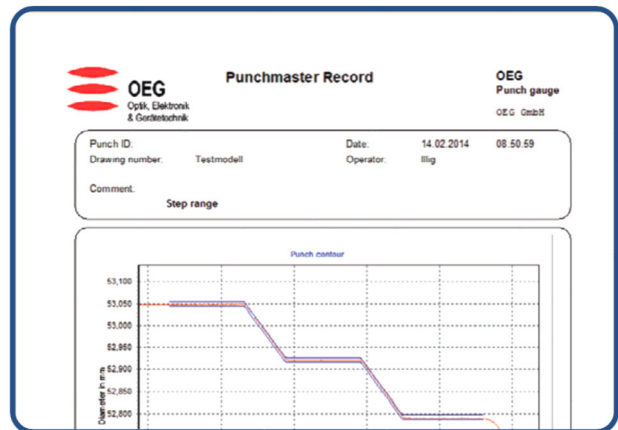 OEG
Optik, Elektronik
& Gerätetechnik
Punchmaster Record
OEG
Punch gauge
OEG GmbH
Punch ID:
Date: 14.02.2014 08:50:59
Drawing number: Testmodell
Operator: Illig
Comment:
Step range
Punch contour
53,100
53,050
53,000
52,950
52,900
52,850
52,800
Diameter in mm